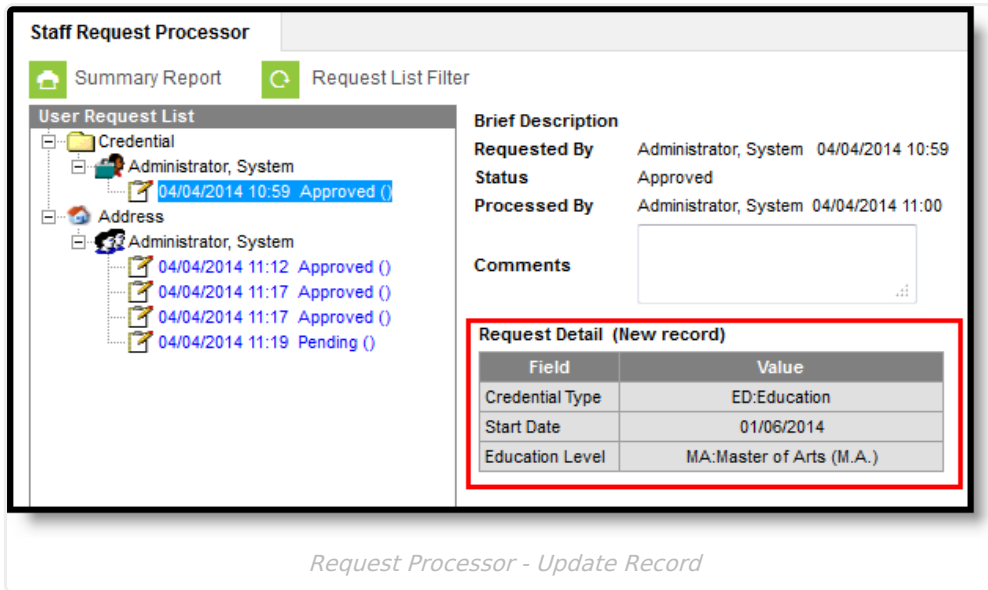 Staff Request Processor
Summary Report Request List Filter
User Request List
Credential
Administrator, System
04/04/2014 10:59 Approved ()
Address
Administrator, System
04/04/2014 11:12 Approved ()
04/04/2014 11:17 Approved ()
04/04/2014 11:17 Approved ()
04/04/2014 11:19 Pending ()
Brief Description
Requested By Administrator, System 04/04/2014 10:59
Status Approved
Processed By Administrator, System 04/04/2014 11:00
Comments
Request Detail (New record)
Field Value
Credential Type ED:Education
Start Date 01/06/2014
Education Level MA:Master of Arts (M.A.)
Request Processor - Update Record